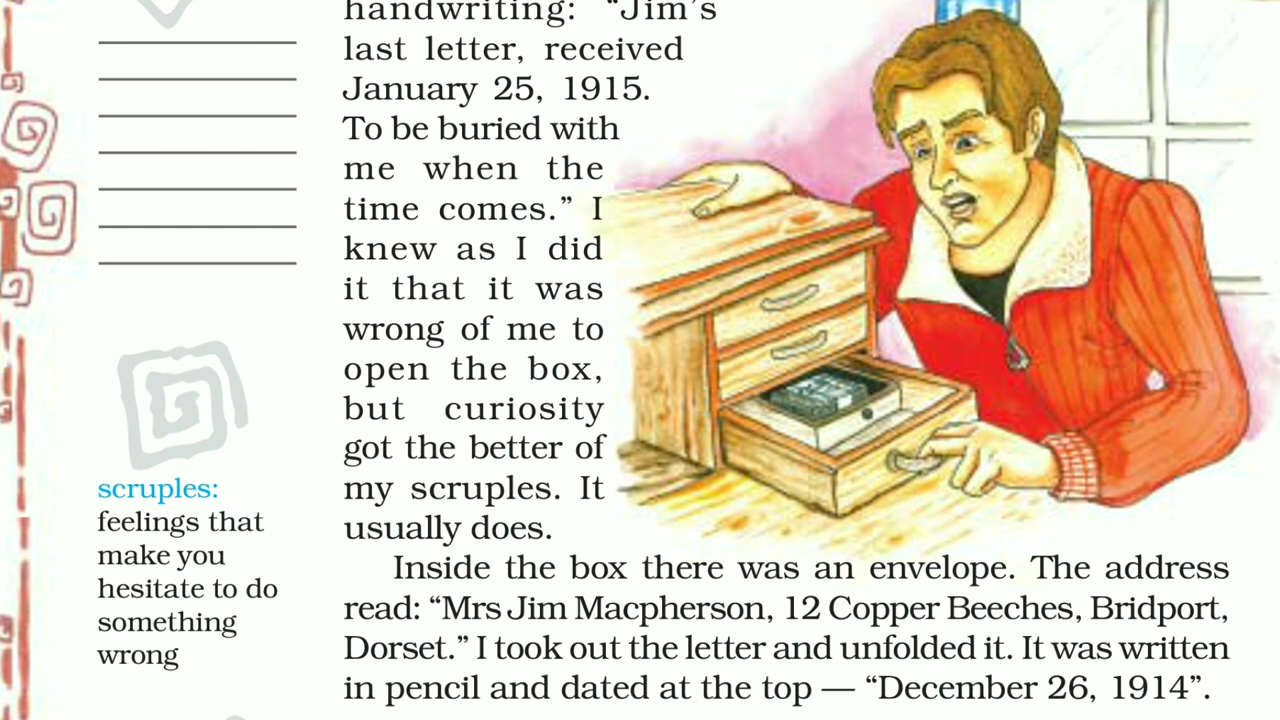 handwriting: “Jim’s
last letter, received
January 25, 1915.
To be buried with
me when the
time comes.” I
knew as I did
it that it was
wrong of me to
open the box,
but curiosity
got the better of
my scruples. It
usually does.
Inside the box there was an envelope. The address
read: “Mrs Jim Macpherson, 12 Copper Beeches, Bridport,
Dorset.” I took out the letter and unfolded it. It was written
in pencil and dated at the top — “December 26, 1914”.
scruples:
feelings that
make you
hesitate to do
something
wrong